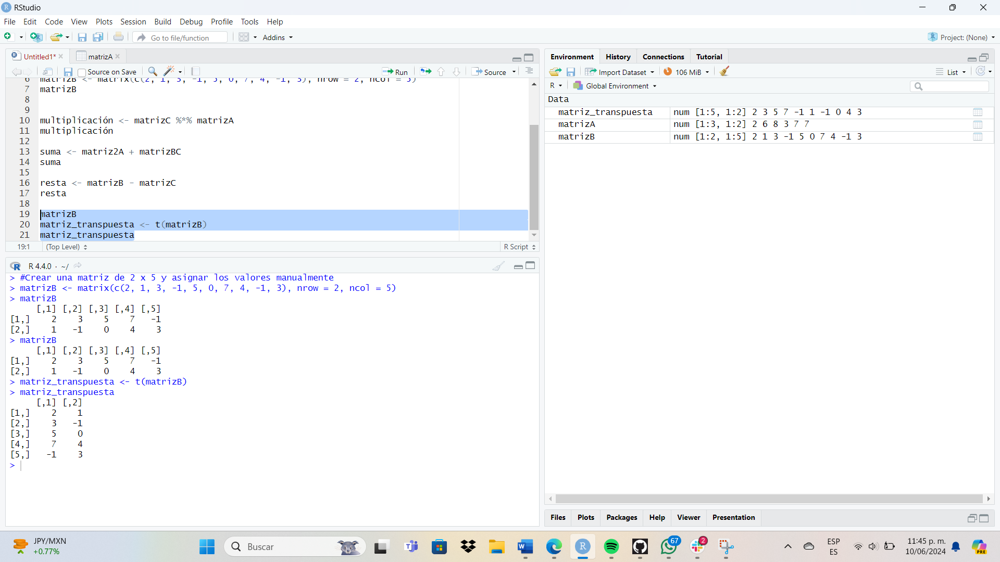 RStudio
File Edit Code View Plots Session Build Debug Profile Tools Help
Go to file/function Addins Project: (None)
Untitled1* matrizA
Source on Save Run Source
6 matrizB <- matrix(c(2, 1, 3, -1, 5, 0, 7, 4, -1, 3), nrow = 2, ncol = 5)
7 matrizB
8
9
10 multiplicación <- matrizC %*% matrizA
11 multiplicación
12
13 suma <- matriz2A + matrizBC
14 suma
15
16 resta <- matrizB - matrizC
17 resta
18
19 matrizB
20 matriz_transpuesta <- t(matrizB)
21 matriz_transpuesta
19:1 (Top Level) R Script
R 4.4.0 · ~/
> #Crear una matriz de 2 x 5 y asignar los valores manualmente
> matrizB <- matrix(c(2, 1, 3, -1, 5, 0, 7, 4, -1, 3), nrow = 2, ncol = 5)
> matrizB
[,1] [,2] [,3] [,4] [,5]
[1,] 2 3 5 7 -1
[2,] 1 -1 0 4 3
> matrizB
[,1] [,2] [,3] [,4] [,5]
[1,] 2 3 5 7 -1
[2,] 1 -1 0 4 3
> matriz_transpuesta <- t(matrizB)
> matriz_transpuesta
[,1] [,2]
[1,] 2 1
[2,] 3 -1
[3,] 5 0
[4,] 7 4
[5,] -1 3
>
Environment History Connections Tutorial
Import Dataset 106 MiB List
R Global Environment
Data
matriz_transpuesta num [1:5, 1:2] 2 3 5 7 -1 1 -1 0 4 3
matrizA num [1:3, 1:2] 2 6 8 3 7 7
matrizB num [1:2, 1:5] 2 1 3 -1 5 0 7 4 -1 3
Files Plots Packages Help Viewer Presentation
JPY/MXN
+0.77%
Buscar
67
2
ESP
ES
11:45 p. m.
10/06/2024
PRE